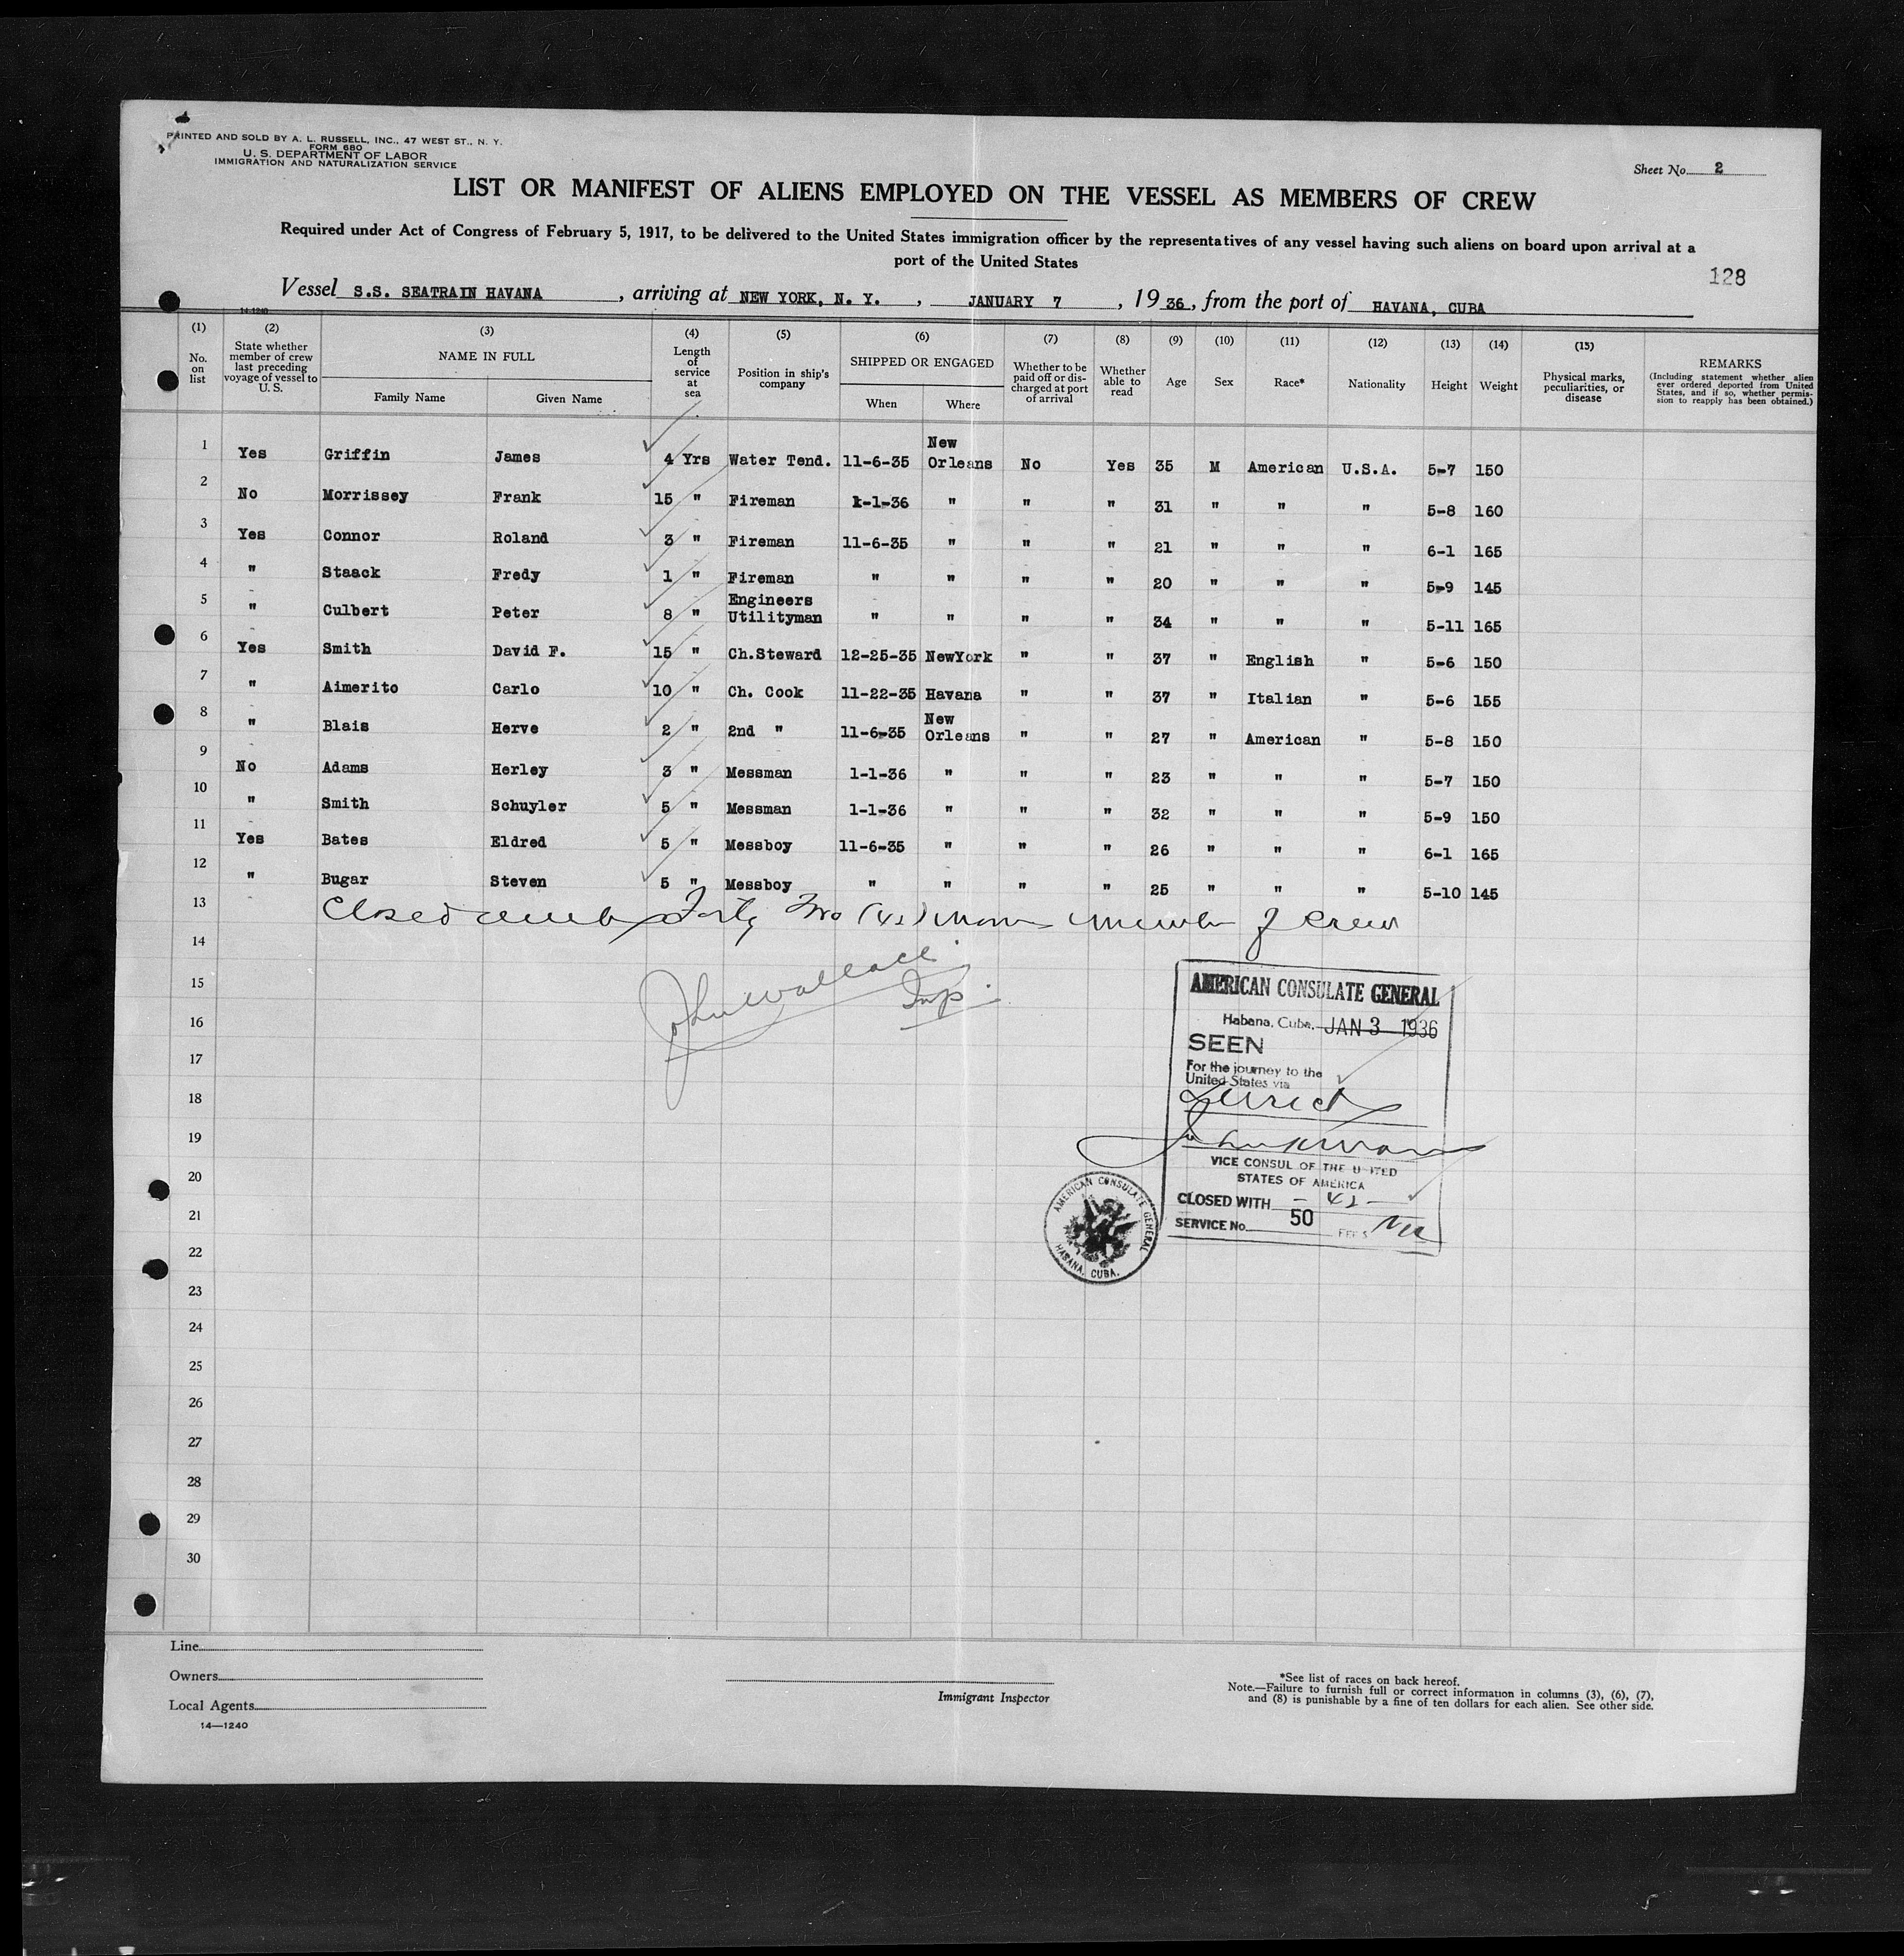 PRINTED AND SOLD BY A. L. RUSSELL, INC., 47 WEST ST., N. Y.
FORM 680
U. S. DEPARTMENT OF LABOR
IMMIGRATION AND NATURALIZATION SERVICE
Sheet No. 2
LIST OR MANIFEST OF ALIENS EMPLOYED ON THE VESSEL AS MEMBERS OF CREW
Required under Act of Congress of February 5, 1917, to be delivered to the United States immigration officer by the representatives of any vessel having such aliens on board upon arrival at a
port of the United States
128
Vessel S.S. SEATRAIN HAVANA, arriving at NEW YORK, N. Y., JANUARY 7, 1936, from the port of HAVANA, CUBA
14-1240
(1) (2) (3) (4) (5) (6) (7) (8) (9) (10) (11) (12) (13) (14) (15)
No. on list
State whether member of crew last preceding voyage of vessel to U. S.
NAME IN FULL
Family Name Given Name
Length of service at sea
Position in ship's company
SHIPPED OR ENGAGED
When Where
Whether to be paid off or discharged at port of arrival
Whether able to read
Age
Sex
Race*
Nationality
Height
Weight
Physical marks, peculiarities, or disease
REMARKS
(Including statement whether alien ever ordered deported from United States, and if so, whether permission to reapply has been obtained.)
1 Yes Griffin James 4 Yrs Water Tend. 11-6-35 New Orleans No Yes 35 M American U.S.A. 5-7 150
2 No Morrissey Frank 15 " Fireman 1-1-36 " " " 31 " " " 5-8 160
3 Yes Connor Roland 3 " Fireman 11-6-35 " " " 21 " " " 6-1 165
4 " Staack Fredy 1 " Fireman " " " " 20 " " " 5-9 145
5 " Culbert Peter 8 " Engineers Utilityman " " " " 34 " " " 5-11 165
6 Yes Smith David F. 15 " Ch.Steward 12-25-35 NewYork " " 37 " English " 5-6 150
7 " Aimerito Carlo 10 " Ch. Cook 11-22-35 Havana " " 37 " Italian " 5-6 155
8 " Blais Herve 2 " 2nd " 11-6-35 New Orleans " " 27 " American " 5-8 150
9 No Adams Herley 3 " Messman 1-1-36 " " " 23 " " " 5-7 150
10 " Smith Schuyler 5 " Messman 1-1-36 " " " 32 " " " 5-9 150
11 Yes Bates Eldred 5 " Messboy 11-6-35 " " " 26 " " " 6-1 165
12 " Bugar Steven 5 " Messboy " " " " 25 " " " 5-10 145
13 Closed Forty Two (42) member of Crew
14
15
16
17
18
19
20
21
22
23
24
25
26
27
28
29
30
John Wallace
Insp.
AMERICAN CONSULATE GENERAL
Habana, Cuba, JAN 3 1936
SEEN
For the journey to the
United States via
Direct
VICE CONSUL OF THE UNITED
STATES OF AMERICA
CLOSED WITH - 42 -
SERVICE No. 50 FEES
AMERICAN CONSULATE GENERAL
HABANA, CUBA.
Line
Owners
Local Agents
14—1240
Immigrant Inspector
*See list of races on back hereof.
Note.—Failure to furnish full or correct information in columns (3), (6), (7),
and (8) is punishable by a fine of ten dollars for each alien. See other side.